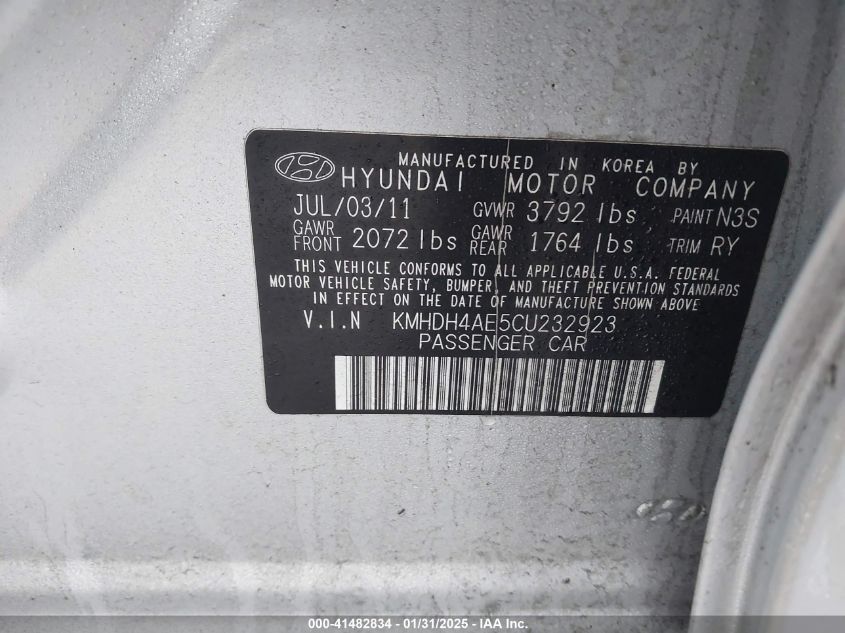 MANUFACTURED IN KOREA BY
HYUNDAI MOTOR COMPANY
JUL/03/11 GVWR 3792 lbs PAINT N3S
GAWR FRONT 2072 lbs GAWR REAR 1764 lbs TRIM RY
THIS VEHICLE CONFORMS TO ALL APPLICABLE U.S.A. FEDERAL
MOTOR VEHICLE SAFETY, BUMPER, AND THEFT PREVENTION STANDARDS
IN EFFECT ON THE DATE OF MANUFACTURE SHOWN ABOVE
V.I.N KMHDH4AE5CU232923
PASSENGER CAR
000-41482834 - 01/31/2025 - IAA Inc.